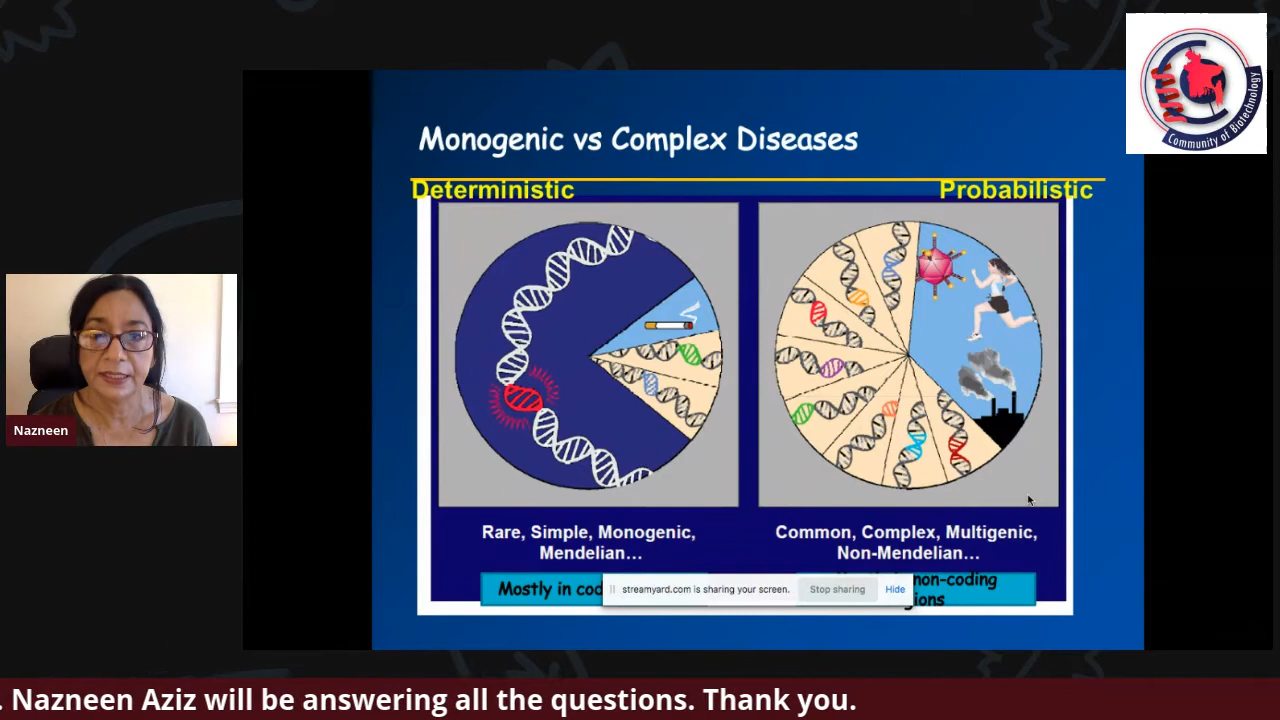 Community of Biotechnology
Monogenic vs Complex Diseases
Deterministic
Probabilistic
Nazneen
Rare, Simple, Monogenic,
Mendelian...
Common, Complex, Multigenic,
Non-Mendelian...
Mostly in cod
non-coding
gions
streamyard.com is sharing your screen.
Stop sharing
Hide
. Nazneen Aziz will be answering all the questions. Thank you.